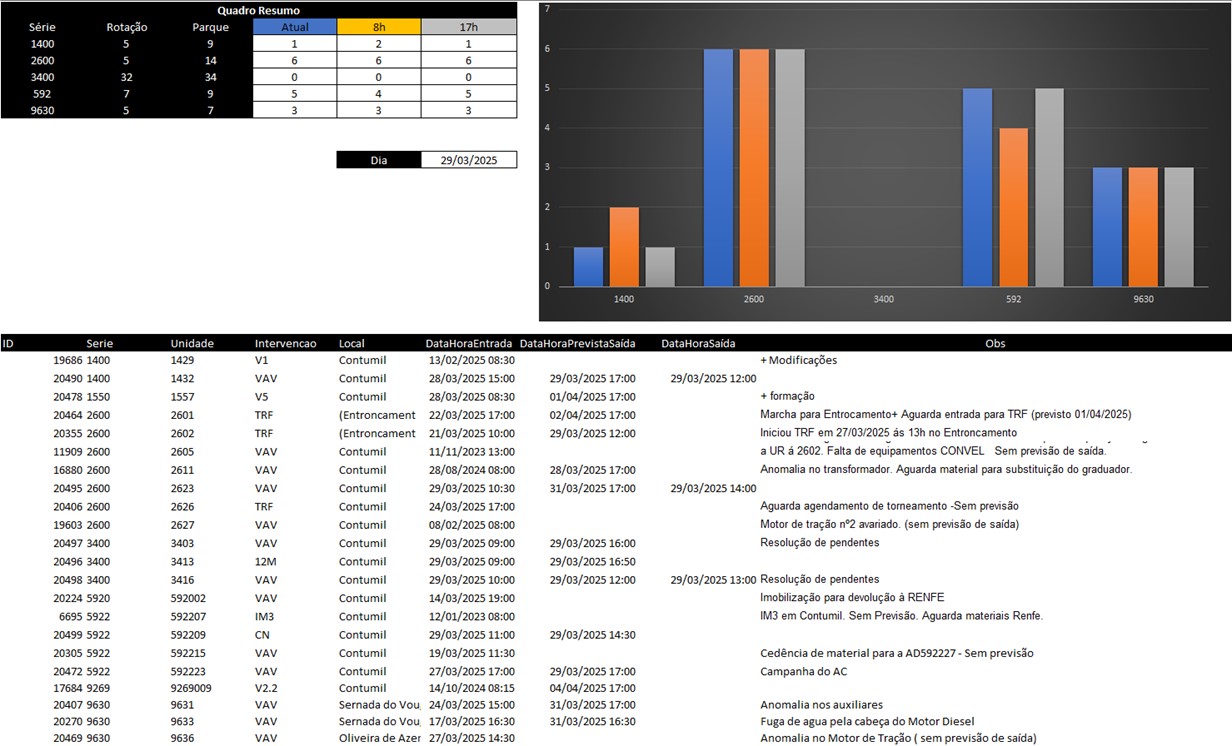 Quadro Resumo
Série Rotação Parque Atual 8h 17h
1400 5 9 1 2 1
2600 5 14 6 6 6
3400 32 34 0 0 0
592 7 9 5 4 5
9630 5 7 3 3 3
Dia 29/03/2025
7
6
5
4
3
2
1
0
1400 2600 3400 592 9630
ID Serie Unidade Intervencao Local DataHoraEntrada DataHoraPrevistaSaída DataHoraSaída Obs
19686 1400 1429 V1 Contumil 13/02/2025 08:30 + Modificações
20490 1400 1432 VAV Contumil 28/03/2025 15:00 29/03/2025 17:00 29/03/2025 12:00
20478 1550 1557 V5 Contumil 28/03/2025 08:30 01/04/2025 17:00 + formação
20464 2600 2601 TRF (Entroncament 22/03/2025 17:00 02/04/2025 17:00 Marcha para Entrocamento+ Aguarda entrada para TRF (previsto 01/04/2025)
20355 2600 2602 TRF (Entroncament 21/03/2025 10:00 29/03/2025 12:00 Iniciou TRF em 27/03/2025 ás 13h no Entroncamento
11909 2600 2605 VAV Contumil 11/11/2023 13:00 a UR á 2602. Falta de equipamentos CONVEL Sem previsão de saída.
16880 2600 2611 VAV Contumil 28/08/2024 08:00 28/03/2025 17:00 Anomalia no transformador. Aguarda material para substituição do graduador.
20495 2600 2623 VAV Contumil 29/03/2025 10:30 31/03/2025 17:00 29/03/2025 14:00
20406 2600 2626 TRF Contumil 24/03/2025 17:00 Aguarda agendamento de torneamento -Sem previsão
19603 2600 2627 VAV Contumil 08/02/2025 08:00 Motor de tração nº2 avariado. (sem previsão de saída)
20497 3400 3403 VAV Contumil 29/03/2025 09:00 29/03/2025 16:00 Resolução de pendentes
20496 3400 3413 12M Contumil 29/03/2025 09:00 29/03/2025 16:50
20498 3400 3416 VAV Contumil 29/03/2025 10:00 29/03/2025 12:00 29/03/2025 13:00 Resolução de pendentes
20224 5920 592002 VAV Contumil 14/03/2025 19:00 Imobilização para devolução à RENFE
6695 5922 592207 IM3 Contumil 12/01/2023 08:00 IM3 em Contumil. Sem Previsão. Aguarda materiais Renfe.
20499 5922 592209 CN Contumil 29/03/2025 11:00 29/03/2025 14:30
20305 5922 592215 VAV Contumil 19/03/2025 11:30 Cedência de material para a AD592227 - Sem previsão
20472 5922 592223 VAV Contumil 27/03/2025 17:00 29/03/2025 17:00 Campanha do AC
17684 9269 9269009 V2.2 Contumil 14/10/2024 08:15 04/04/2025 17:00
20407 9630 9631 VAV Sernada do Vou 24/03/2025 15:00 31/03/2025 17:00 Anomalia nos auxiliares
20270 9630 9633 VAV Sernada do Vou 17/03/2025 16:30 31/03/2025 16:30 Fuga de agua pela cabeça do Motor Diesel
20469 9630 9636 VAV Oliveira de Azer 27/03/2025 14:30 Anomalia no Motor de Tração ( sem previsão de saída)